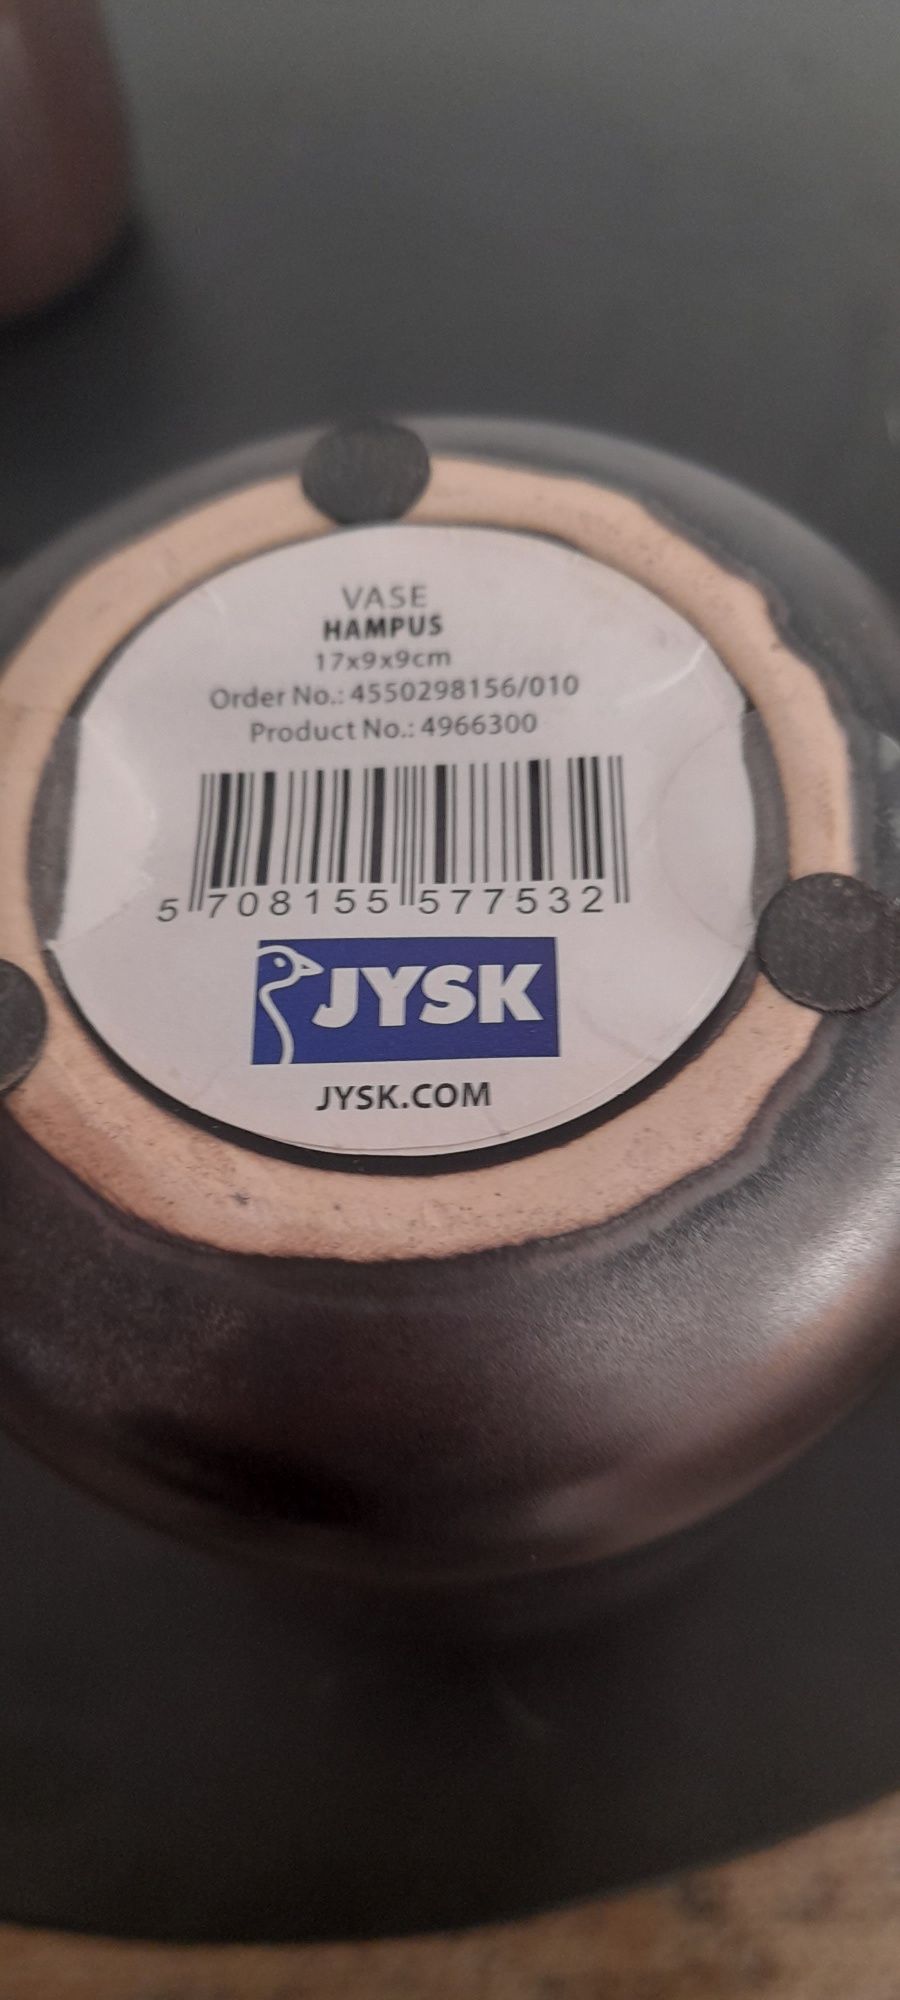 VASE
HAMPUS
17x9x9cm
Order No.: 4550298156/010
Product No.: 4966300
5 708155 577532
JYSK
JYSK.COM